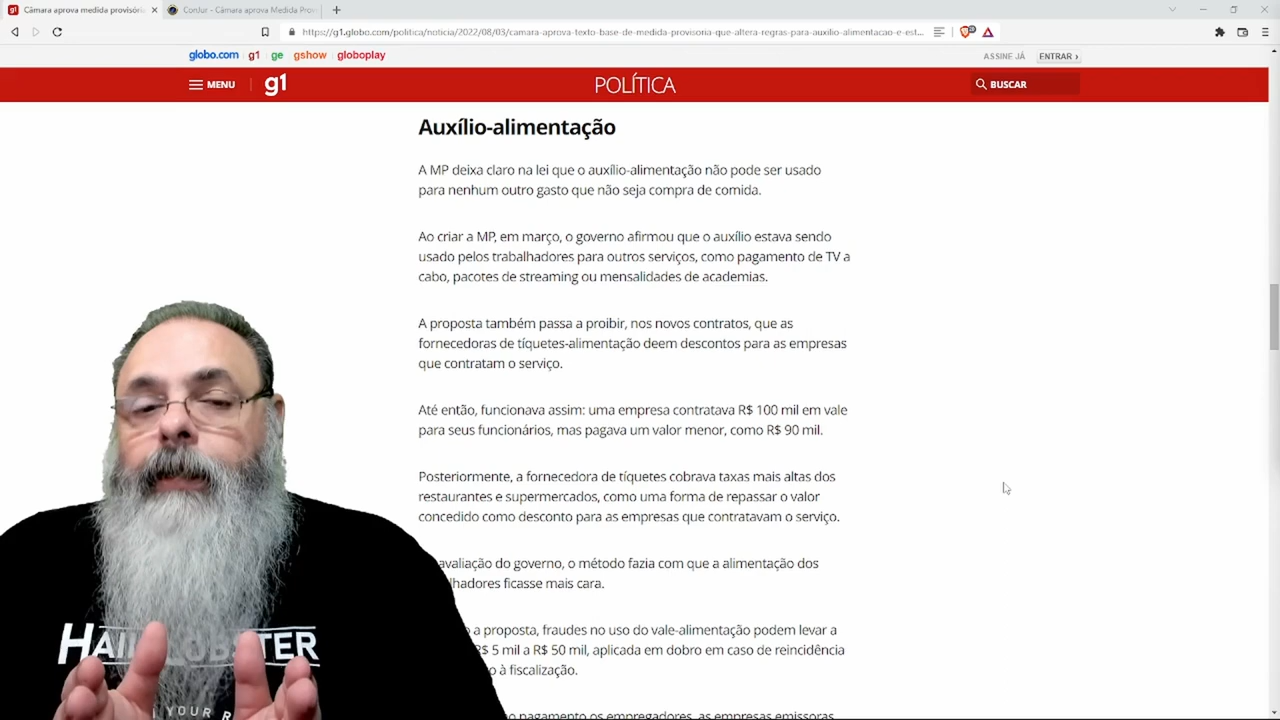 Câmara aprova medida provisóri
ConJur - Câmara aprova Medida Prov
https://g1.globo.com/politica/noticia/2022/08/03/camara-aprova-texto-base-de-medida-provisoria-que-altera-regras-para-auxilio-alimentacao-e-est...
globo.com g1 ge gshow globoplay
ASSINE JÁ ENTRAR ›
MENU g1 POLÍTICA BUSCAR
Auxílio-alimentação
A MP deixa claro na lei que o auxílio-alimentação não pode ser usado
para nenhum outro gasto que não seja compra de comida.
Ao criar a MP, em março, o governo afirmou que o auxílio estava sendo
usado pelos trabalhadores para outros serviços, como pagamento de TV a
cabo, pacotes de streaming ou mensalidades de academias.
A proposta também passa a proibir, nos novos contratos, que as
fornecedoras de tíquetes-alimentação deem descontos para as empresas
que contratam o serviço.
Até então, funcionava assim: uma empresa contratava R$ 100 mil em vale
para seus funcionários, mas pagava um valor menor, como R$ 90 mil.
Posteriormente, a fornecedora de tíquetes cobrava taxas mais altas dos
restaurantes e supermercados, como uma forma de repassar o valor
concedido como desconto para as empresas que contratavam o serviço.
avaliação do governo, o método fazia com que a alimentação dos
lhadores ficasse mais cara.
a proposta, fraudes no uso do vale-alimentação podem levar a
R$ 5 mil a R$ 50 mil, aplicada em dobro em caso de reincidência
o à fiscalização.
o pagamento os empregadores, as empresas emissoras
YOUR